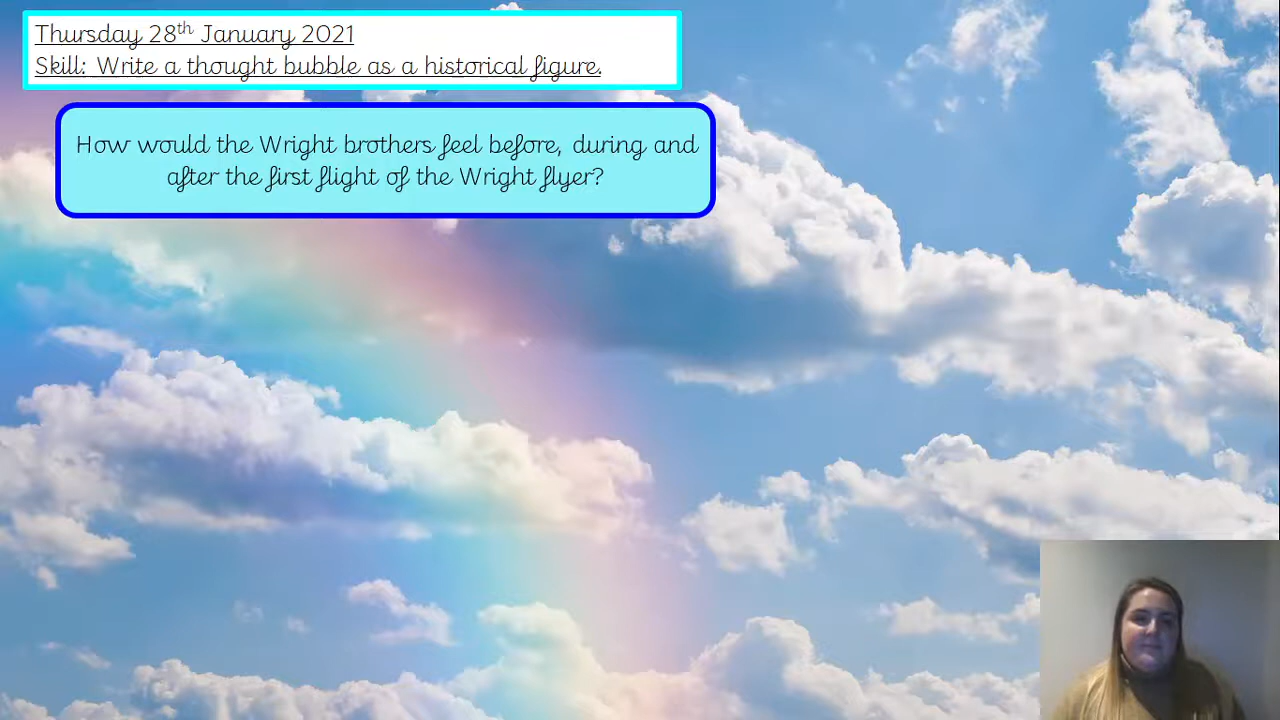 Thursday 28th January 2021
Skill: Write a thought bubble as a historical figure.
How would the Wright brothers feel before, during and
after the first flight of the Wright flyer?